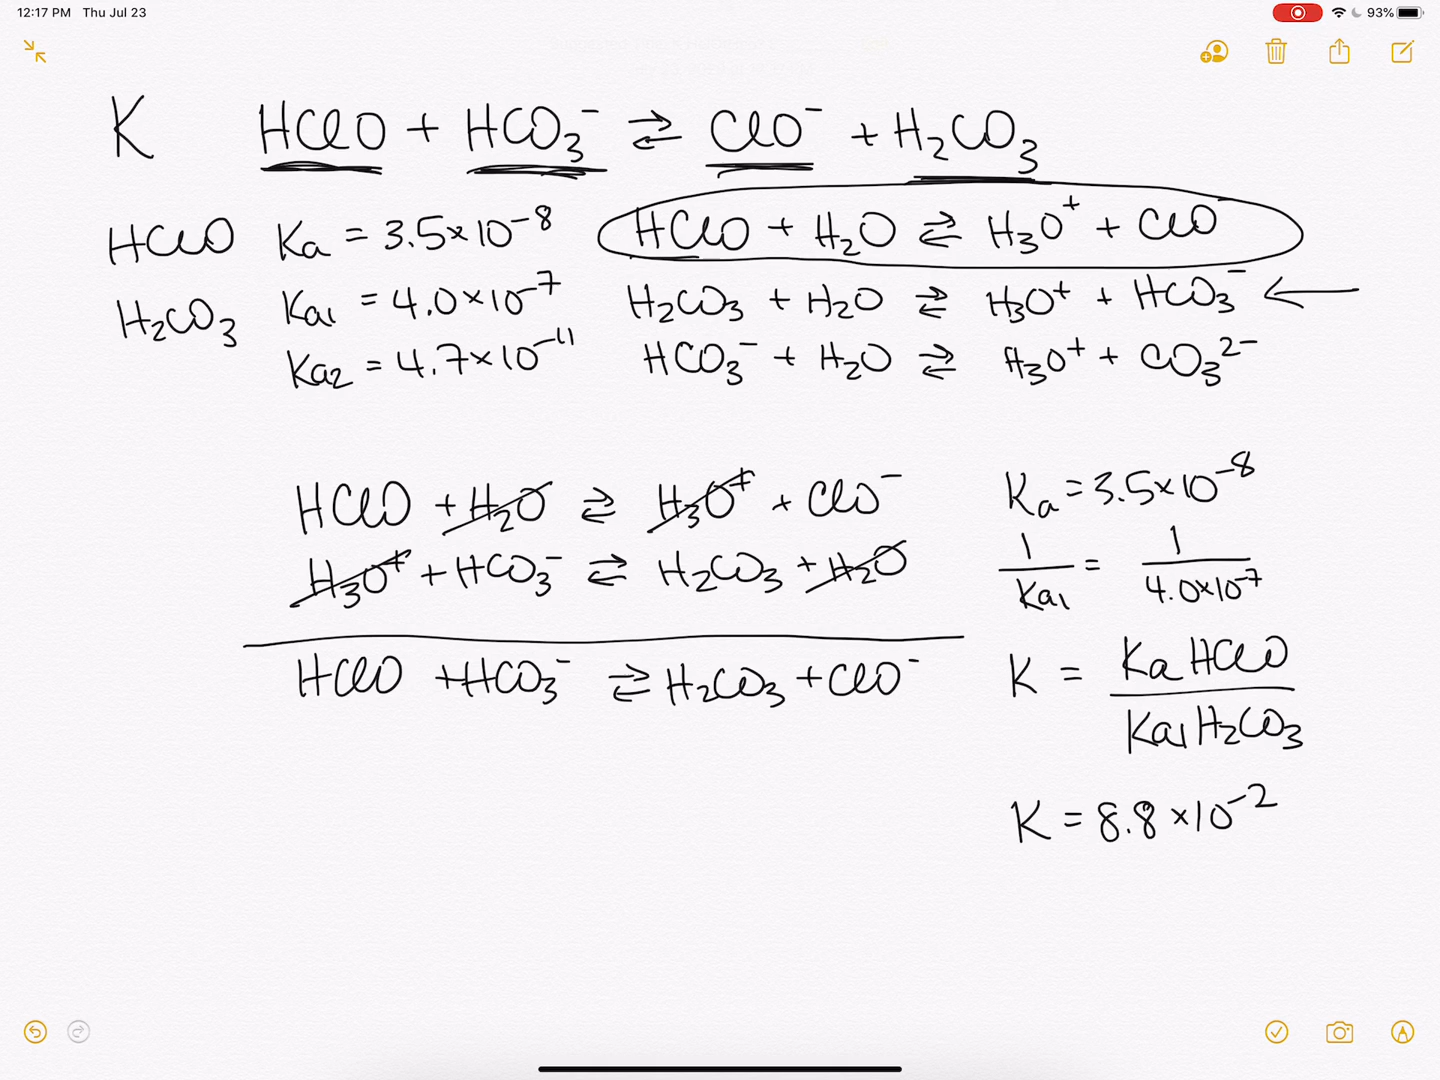 12:17 PM Thu Jul 23 93%
K HClO + HCO₃⁻ ⇌ ClO⁻ + H₂CO₃
HClO Ka = 3.5×10⁻⁸ HClO + H₂O ⇌ H₃O⁺ + ClO⁻
H₂CO₃ Ka₁ = 4.0×10⁻⁷ H₂CO₃ + H₂O ⇌ H₃O⁺ + HCO₃⁻ ←
Ka₂ = 4.7×10⁻¹¹ HCO₃⁻ + H₂O ⇌ H₃O⁺ + CO₃²⁻
HClO + H₂O ⇌ H₃O⁺ + ClO⁻ Ka = 3.5×10⁻⁸
H₃O⁺ + HCO₃⁻ ⇌ H₂CO₃ + H₂O 1/Ka₁ = 1/4.0×10⁻⁷
HClO + HCO₃⁻ ⇌ H₂CO₃ + ClO⁻ K = Ka HClO / Ka₁ H₂CO₃
K = 8.8×10⁻²